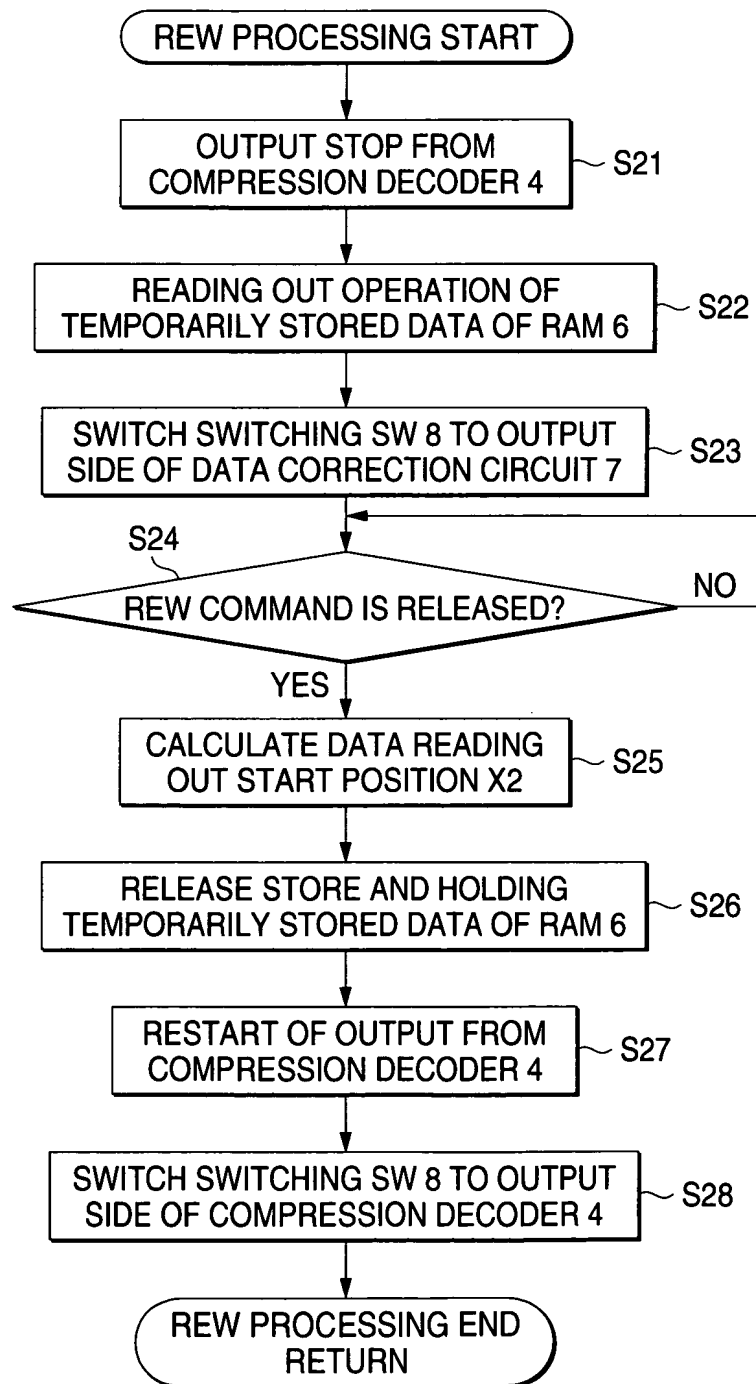 REW PROCESSING START
OUTPUT STOP FROM
COMPRESSION DECODER 4
S21
READING OUT OPERATION OF
TEMPORARILY STORED DATA OF RAM 6
S22
SWITCH SWITCHING SW 8 TO OUTPUT
SIDE OF DATA CORRECTION CIRCUIT 7
S23
S24
REW COMMAND IS RELEASED?
NO
YES
CALCULATE DATA READING
OUT START POSITION X2
S25
RELEASE STORE AND HOLDING
TEMPORARILY STORED DATA OF RAM 6
S26
RESTART OF OUTPUT FROM
COMPRESSION DECODER 4
S27
SWITCH SWITCHING SW 8 TO OUTPUT
SIDE OF COMPRESSION DECODER 4
S28
REW PROCESSING END
RETURN